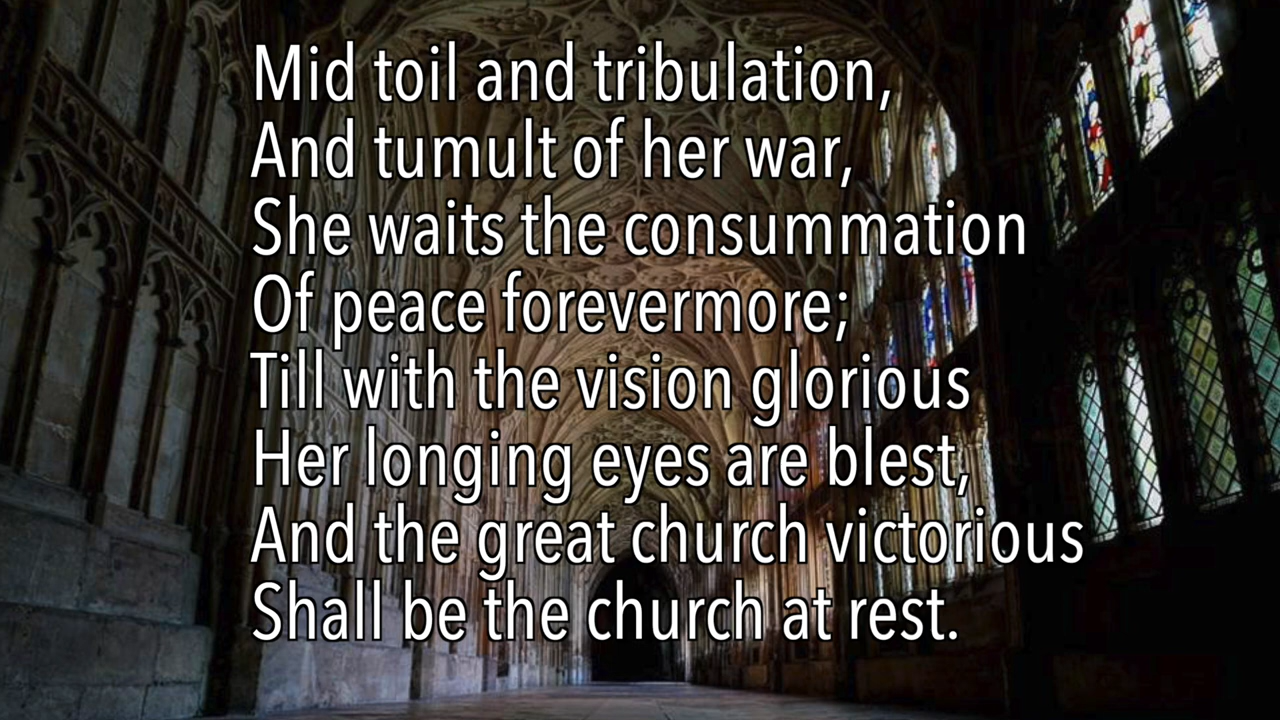 Mid toil and tribulation,
And tumult of her war,
She waits the consummation
Of peace forevermore;
Till with the vision glorious
Her longing eyes are blest,
And the great church victorious
Shall be the church at rest.